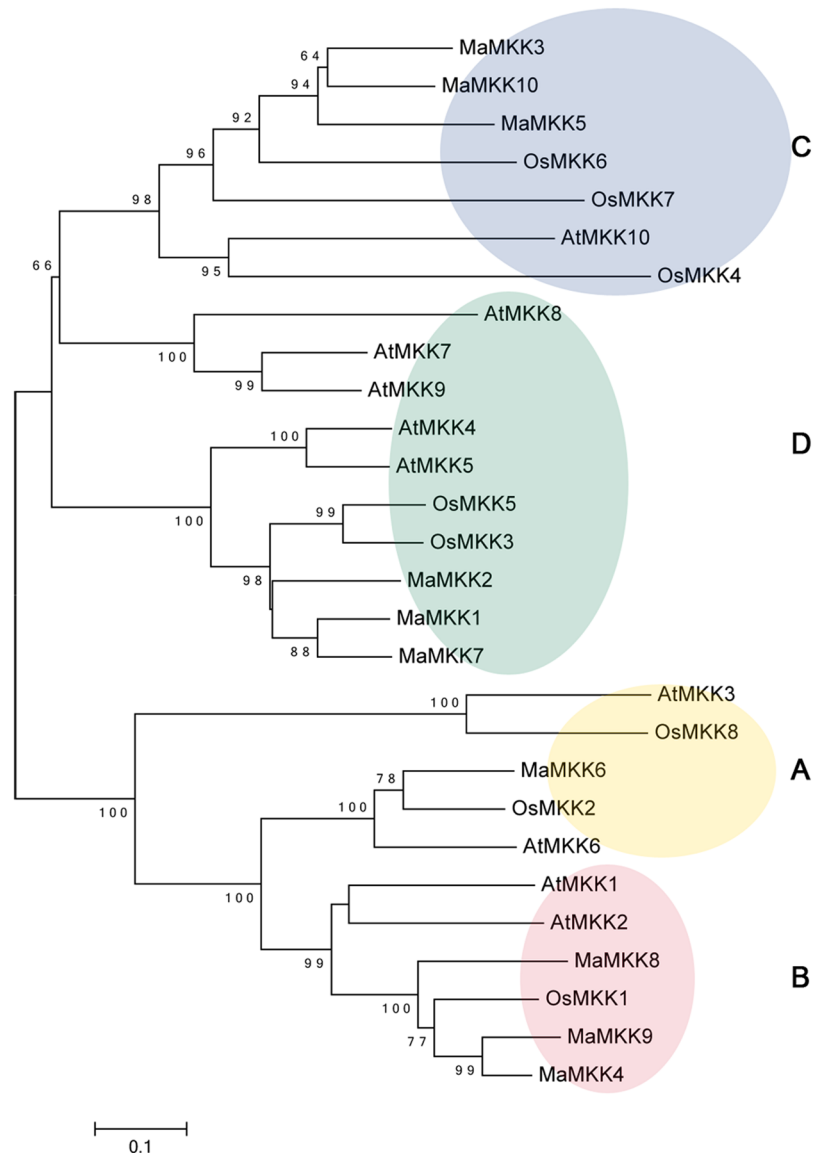 MaMKK3
64
MaMKK10
94
MaMKK5
92
C
96
OsMKK6
OsMKK7
98
AtMKK10
66
95
OsMKK4
AtMKK8
AtMKK7
100
99
AtMKK9
AtMKK4
100
D
AtMKK5
OsMKK5
99
100
OsMKK3
98
MaMKK2
MaMKK1
88
MaMKK7
AtMKK3
100
OsMKK8
MaMKK6
A
78
100
OsMKK2
100
AtMKK6
AtMKK1
100
AtMKK2
99
MaMKK8
B
OsMKK1
100
77
MaMKK9
99
MaMKK4
0.1